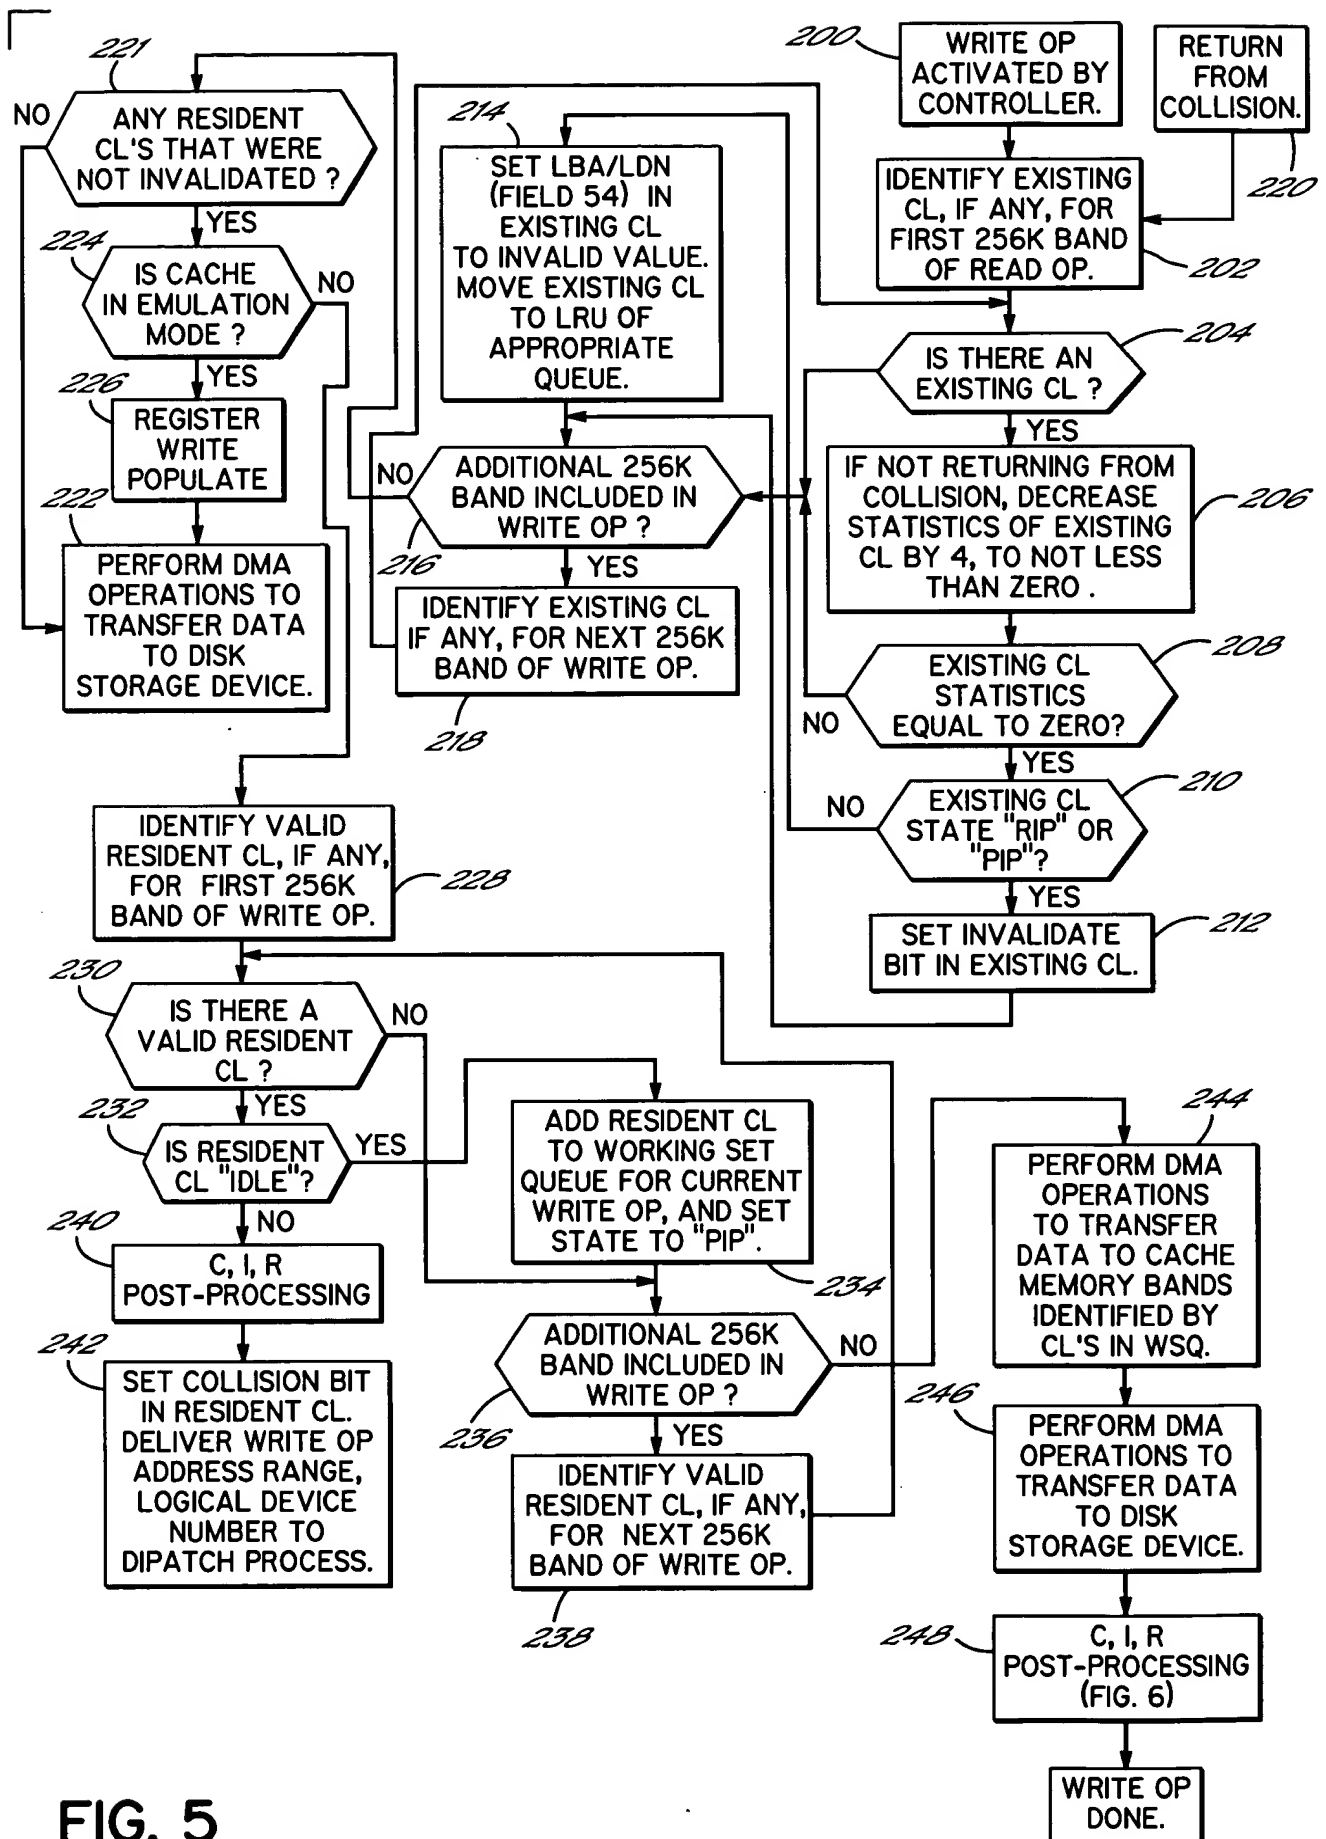 221
NO
ANY RESIDENT
CL'S THAT WERE
NOT INVALIDATED ?
YES
224
IS CACHE
IN EMULATION
MODE ?
NO
YES
226
REGISTER
WRITE
POPULATE
222
PERFORM DMA
OPERATIONS TO
TRANSFER DATA
TO DISK
STORAGE DEVICE.
214
SET LBA/LDN
(FIELD 54) IN
EXISTING CL
TO INVALID VALUE.
MOVE EXISTING CL
TO LRU OF
APPROPRIATE
QUEUE.
NO
ADDITIONAL 256K
BAND INCLUDED IN
WRITE OP ?
216
YES
IDENTIFY EXISTING CL
IF ANY, FOR NEXT 256K
BAND OF WRITE OP.
218
200
WRITE OP
ACTIVATED BY
CONTROLLER.
RETURN
FROM
COLLISION.
220
IDENTIFY EXISTING
CL, IF ANY, FOR
FIRST 256K BAND
OF READ OP.
202
204
IS THERE AN
EXISTING CL ?
YES
IF NOT RETURNING FROM
COLLISION, DECREASE
STATISTICS OF EXISTING
CL BY 4, TO NOT LESS
THAN ZERO .
206
EXISTING CL
STATISTICS
EQUAL TO ZERO?
208
NO
YES
210
NO
EXISTING CL
STATE "RIP" OR
"PIP"?
YES
SET INVALIDATE
BIT IN EXISTING CL.
212
IDENTIFY VALID
RESIDENT CL, IF ANY,
FOR FIRST 256K
BAND OF WRITE OP.
228
230
IS THERE A
VALID RESIDENT
CL ?
NO
YES
232
IS RESIDENT
CL "IDLE"?
YES
NO
240
C, I, R
POST-PROCESSING
242
SET COLLISION BIT
IN RESIDENT CL.
DELIVER WRITE OP
ADDRESS RANGE,
LOGICAL DEVICE
NUMBER TO
DIPATCH PROCESS.
ADD RESIDENT CL
TO WORKING SET
QUEUE FOR CURRENT
WRITE OP, AND SET
STATE TO "PIP".
234
ADDITIONAL 256K
BAND INCLUDED IN
WRITE OP ?
NO
236
YES
IDENTIFY VALID
RESIDENT CL, IF ANY,
FOR NEXT 256K
BAND OF WRITE OP.
238
244
PERFORM DMA
OPERATIONS
TO TRANSFER
DATA TO CACHE
MEMORY BANDS
IDENTIFIED BY
CL'S IN WSQ.
246
PERFORM DMA
OPERATIONS TO
TRANSFER DATA
TO DISK
STORAGE DEVICE.
248
C, I, R
POST-PROCESSING
(FIG. 6)
WRITE OP
DONE.
FIG. 5